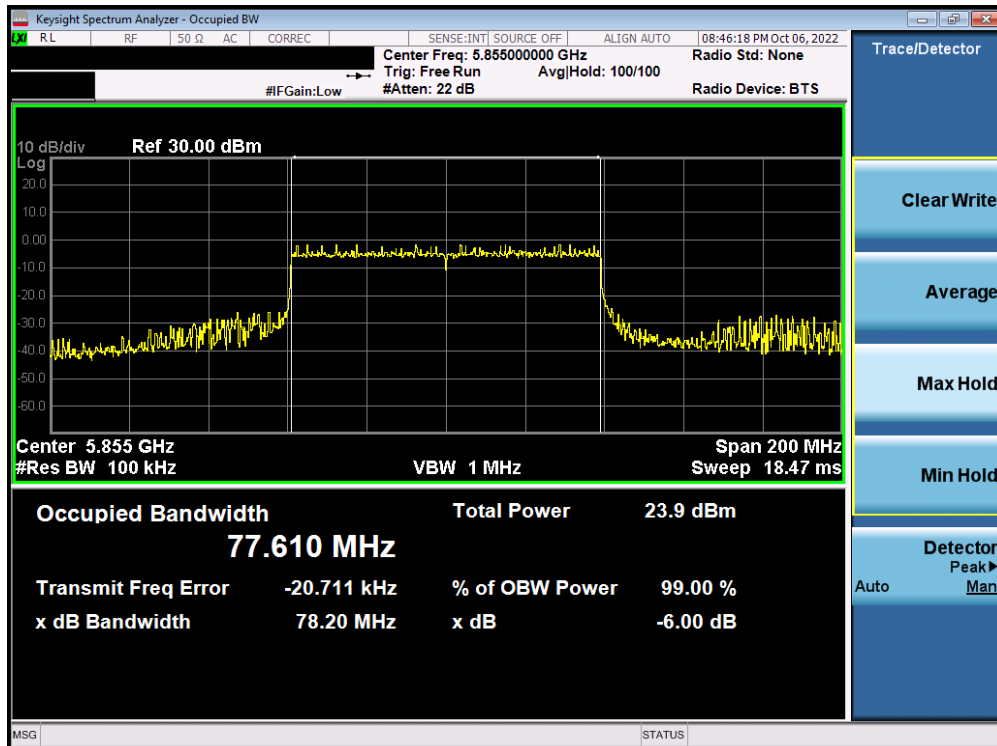 Keysight Spectrum Analyzer - Occupied BW
LXI RL RF 50 Ω AC CORREC SENSE:INT SOURCE OFF ALIGN AUTO 08:46:18 PM Oct 06, 2022
Center Freq: 5.855000000 GHz Radio Std: None
Trig: Free Run Avg|Hold: 100/100
#IFGain:Low #Atten: 22 dB Radio Device: BTS
Trace/Detector
10 dB/div Ref 30.00 dBm
Log
20.0
10.0
0.00
-10.0
-20.0
-30.0
-40.0
-50.0
-60.0
Center 5.855 GHz Span 200 MHz
#Res BW 100 kHz VBW 1 MHz Sweep 18.47 ms
Occupied Bandwidth Total Power 23.9 dBm
77.610 MHz
Transmit Freq Error -20.711 kHz % of OBW Power 99.00 %
x dB Bandwidth 78.20 MHz x dB -6.00 dB
Clear Write
Average
Max Hold
Min Hold
Detector
Peak▶
Auto Man
MSG STATUS